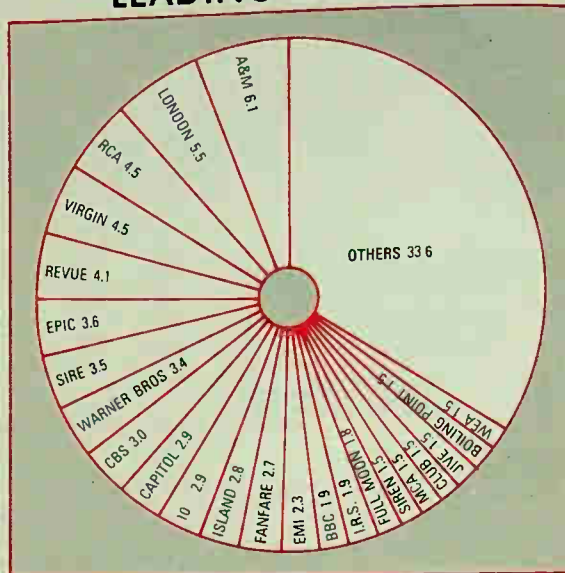 LEADING
A&M 6.1
LONDON 5.5
RCA 4.5
VIRGIN 4.5
REVUE 4.1
EPIC 3.6
SIRE 3.5
WARNER BROS 3.4
CBS 3.0
CAPITOL 2.9
10 2.9
ISLAND 2.8
FANFARE 2.7
EMI 2.3
BBC 1 9
I.R.S. 1.9
FULL MOON 1.8
SIREN 1.5
MCA 1.5
CLUB 1.5
JIVE 1.5
BOILING POINT 1.5
WEA 1.5
OTHERS 33 6